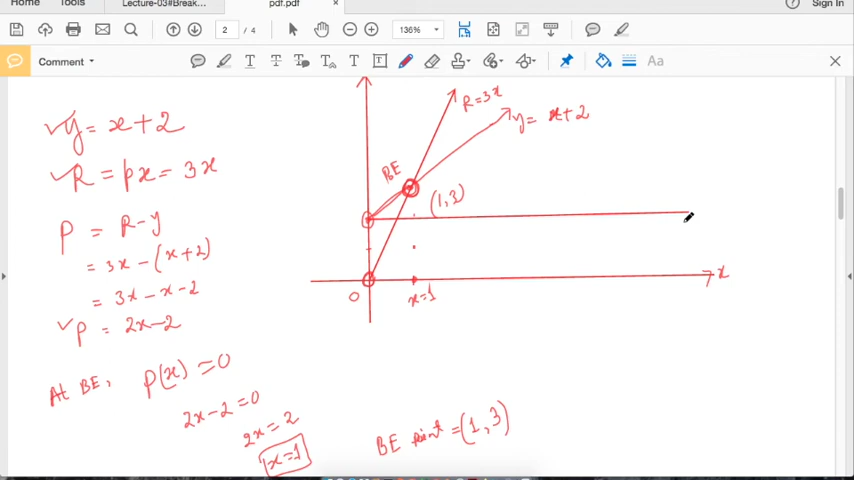 Home Tools Lecture-03#Break... pdf.pdf × Sign In
2 / 4 136%
Comment Aa
y = x+2
R = px = 3x
P = R-y
= 3x-(x+2)
= 3x-x-2
p = 2x-2
At BE, p(x) = 0
2x-2=0
2x=2
x=1
R=3x
y= x+2
BE
(1,3)
x
0
x=1
BE point =(1,3)